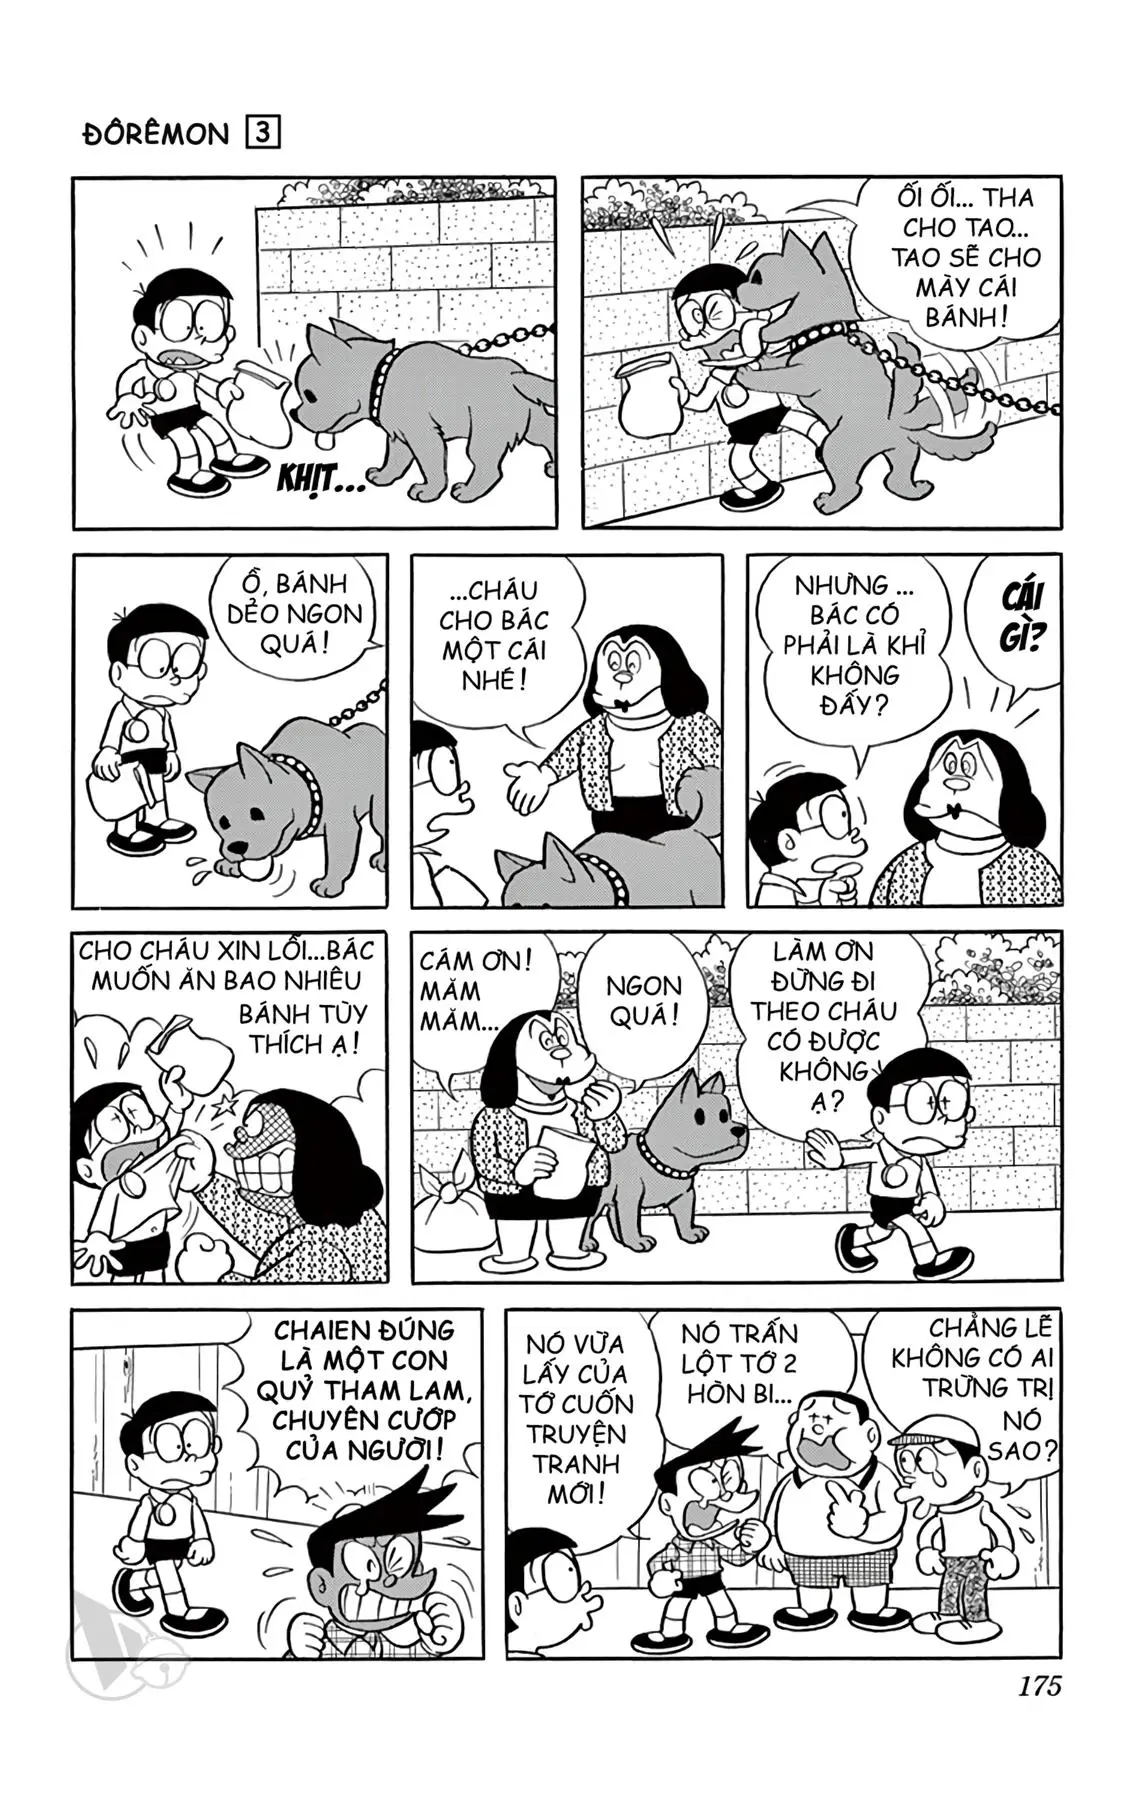 ĐÔRÊMON 3
KHỊT...
ỐI ỐI... THA
CHO TAO...
TAO SẼ CHO
MÀY CÁI
BÁNH!
Ồ, BÁNH
DẺO NGON
QUÁ!
...CHÁU
CHO BÁC
MỘT CÁI
NHÉ!
NHƯNG ...
BÁC CÓ
PHẢI LÀ KHỈ
KHÔNG
ĐẤY?
CÁI
GÌ?
CHO CHÁU XIN LỖI...BÁC
MUỐN ĂN BAO NHIÊU
BÁNH TÙY
THÍCH Ạ!
CÁM ƠN!
MĂM
MĂM...
NGON
QUÁ!
LÀM ƠN
ĐỪNG ĐI
THEO CHÁU
CÓ ĐƯỢC
KHÔNG
Ạ?
CHAIEN ĐÚNG
LÀ MỘT CON
QUỶ THAM LAM,
CHUYÊN CƯỚP
CỦA NGƯỜI!
NÓ VỪA
LẤY CỦA
TỚ CUỐN
TRUYỆN
TRANH
MỚI!
NÓ TRẤN
LỘT TỚ 2
HÒN BI...
CHẲNG LẼ
KHÔNG CÓ AI
TRỪNG TRỊ
NÓ
SAO?
175